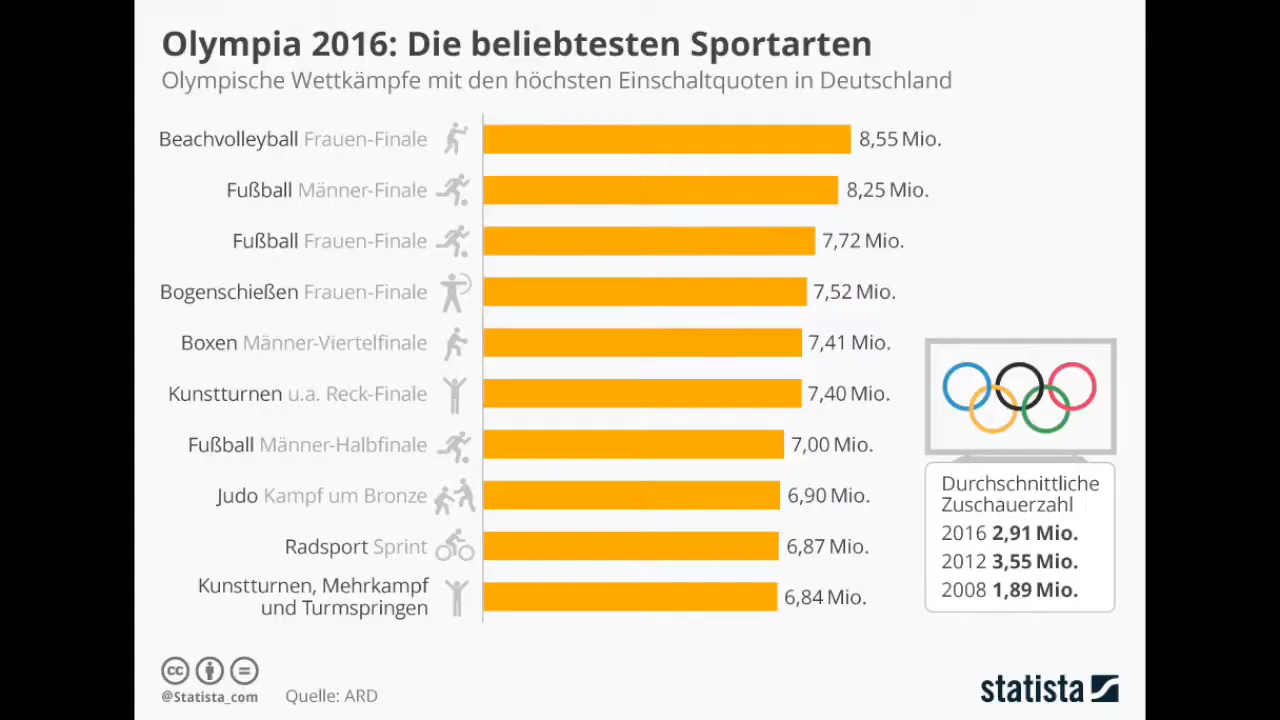 Olympia 2016: Die beliebtesten Sportarten
Olympische Wettkämpfe mit den höchsten Einschaltquoten in Deutschland
Beachvolleyball Frauen-Finale 8,55 Mio.
Fußball Männer-Finale 8,25 Mio.
Fußball Frauen-Finale 7,72 Mio.
Bogenschießen Frauen-Finale 7,52 Mio.
Boxen Männer-Viertelfinale 7,41 Mio.
Kunstturnen u.a. Reck-Finale 7,40 Mio.
Fußball Männer-Halbfinale 7,00 Mio.
Judo Kampf um Bronze 6,90 Mio.
Radsport Sprint 6,87 Mio.
Kunstturnen, Mehrkampf
und Turmspringen 6,84 Mio.
Durchschnittliche
Zuschauerzahl
2016 2,91 Mio.
2012 3,55 Mio.
2008 1,89 Mio.
cc
@Statista_com Quelle: ARD
statista